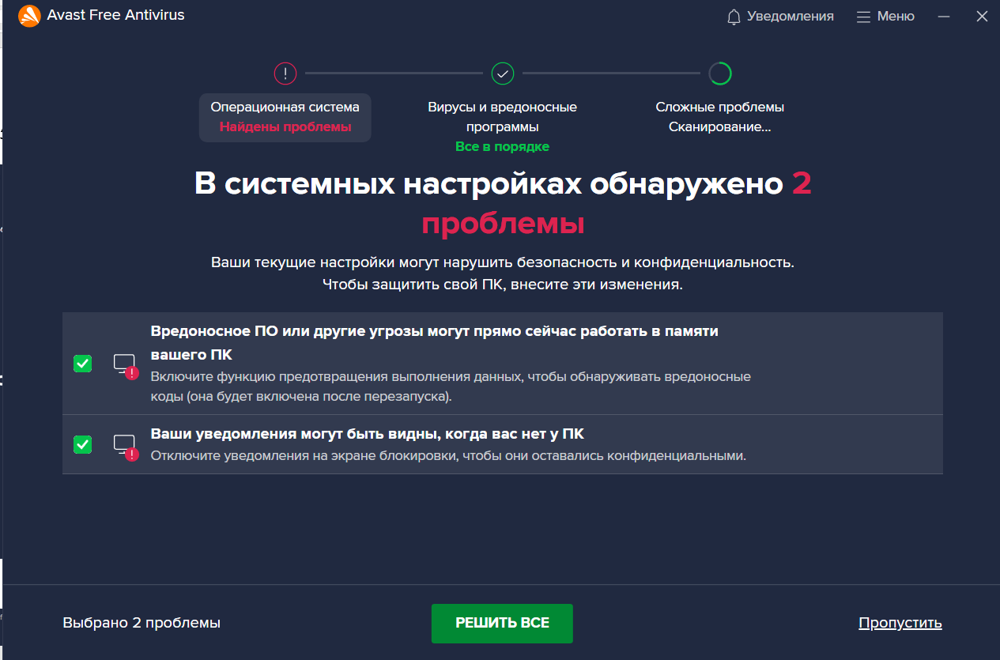 Avast Free Antivirus
Уведомления
Меню
Операционная система
Найдены проблемы
Вирусы и вредоносные
программы
Все в порядке
Сложные проблемы
Сканирование...
В системных настройках обнаружено 2
проблемы
Ваши текущие настройки могут нарушить безопасность и конфиденциальность.
Чтобы защитить свой ПК, внесите эти изменения.
Вредоносное ПО или другие угрозы могут прямо сейчас работать в памяти
вашего ПК
Включите функцию предотвращения выполнения данных, чтобы обнаруживать вредоносные
коды (она будет включена после перезапуска).
Ваши уведомления могут быть видны, когда вас нет у ПК
Отключите уведомления на экране блокировки, чтобы они оставались конфиденциальными.
Выбрано 2 проблемы
РЕШИТЬ ВСЕ
Пропустить